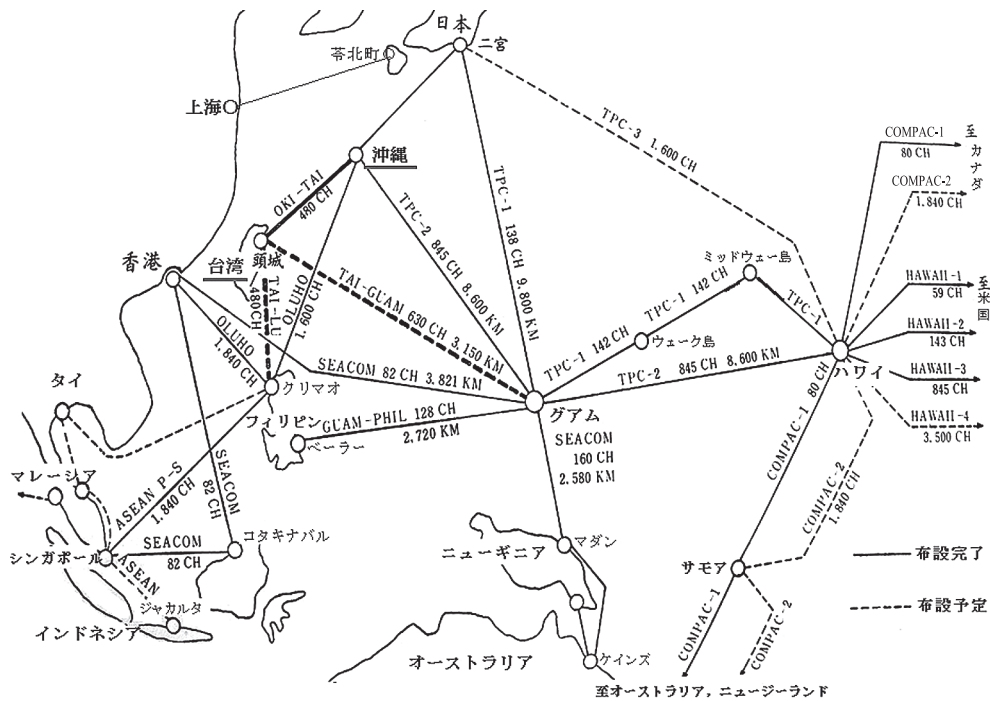 日本
二宮
苓北町
上海
沖縄
OKI-TAI
480 CH
台湾
頭城
香港
TAI-LU
480CH
OLUHO
1.600 CH
OLUHO
1.840 CH
TPC-1 138 CH 9.800 KM
TPC-2 845 CH 8.600 KM
TPC-3 1.600 CH
TAI-GUAM 630 CH 3.150 KM
SEACOM 82 CH 3.821 KM
COMPAC-1
80 CH
至カナダ
COMPAC-2
1.840 CH
ミッドウェー島
TPC-1 142 CH
TPC-1
TPC-1 142 CH
ウェーク島
HAWAII-1
59 CH
至米国
HAWAII-2
143 CH
HAWAII-3
845 CH
HAWAII-4
3.500 CH
ハワイ
TPC-2 845 CH 8.600 KM
タイ
クリマオ
フィリピン
GUAM-PHIL 128 CH
2.720 KM
ベーラー
グアム
SEACOM
160 CH
2.580 KM
マレーシア
ASEAN P-S
1.840 CH
SEACOM
82 CH
COMPAC-1 80 CH
COMPAC-2
1.840 CH
シンガポール
SEACOM
82 CH
コタキナバル
ASEAN
ジャカルタ
インドネシア
ニューギニア
マダン
サモア
布設完了
布設予定
COMPAC-1
COMPAC-2
オーストラリア
ケインズ
至オーストラリア，ニュージーランド